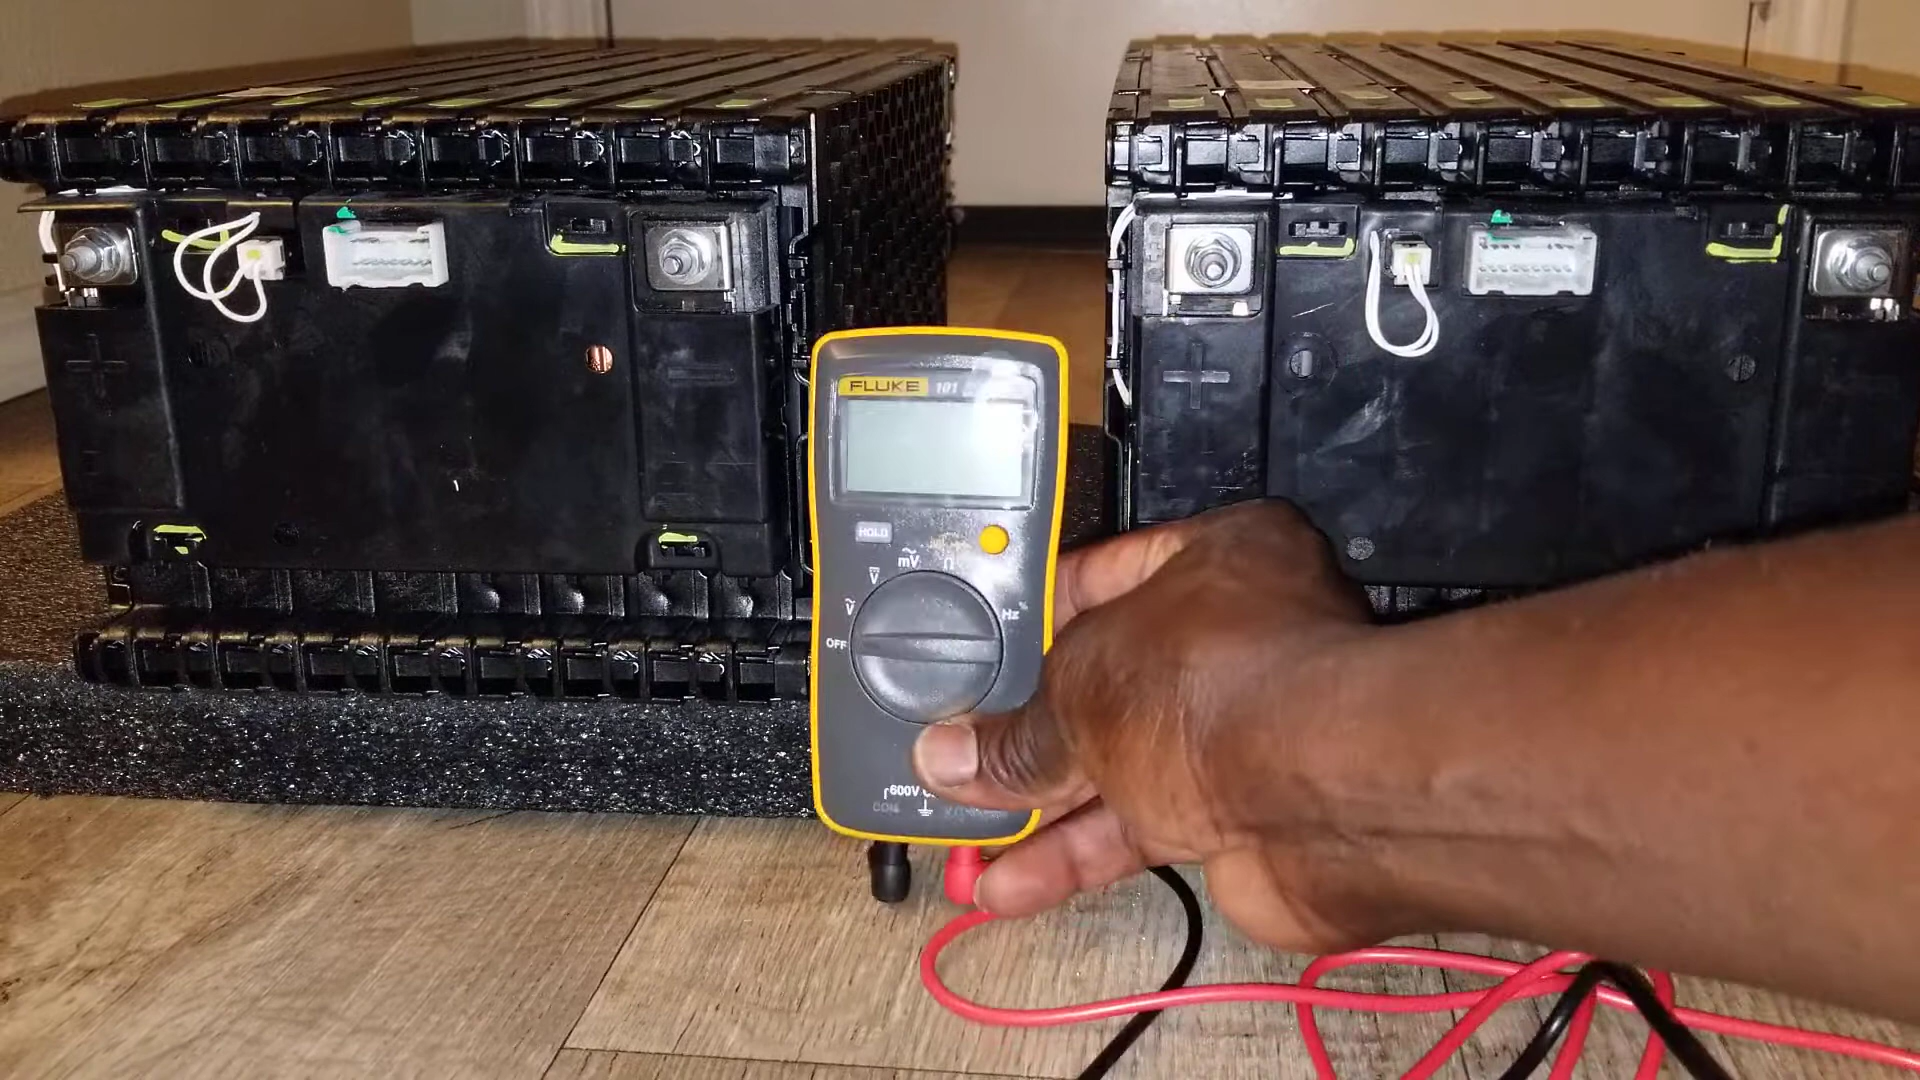 FLUKE 101
HOLD
mV
Ω
V
V
Hz%
OFF
600V
COM
+
−
+